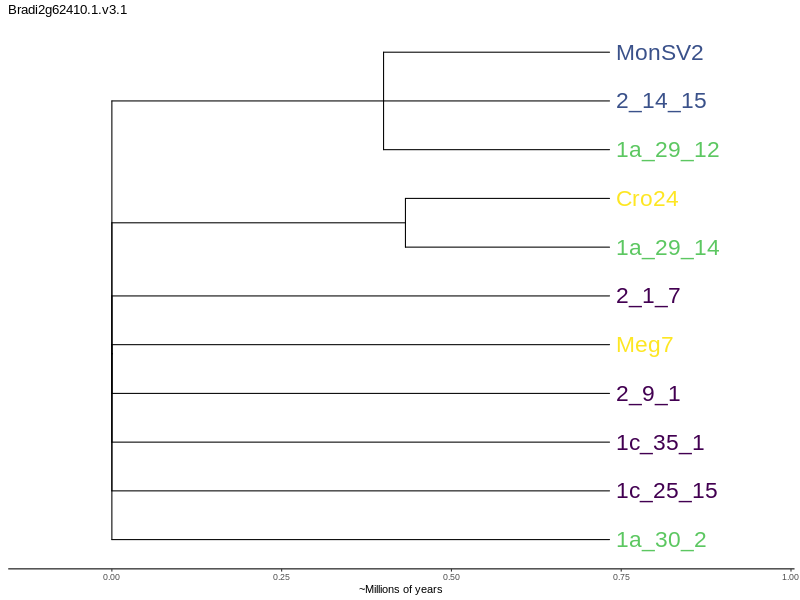 Bradi2g62410.1.v3.1
MonSV2
2_14_15
1a_29_12
Cro24
1a_29_14
2_1_7
Meg7
2_9_1
1c_35_1
1c_25_15
1a_30_2
0.00 0.25 0.50 0.75 1.00
~Millions of years